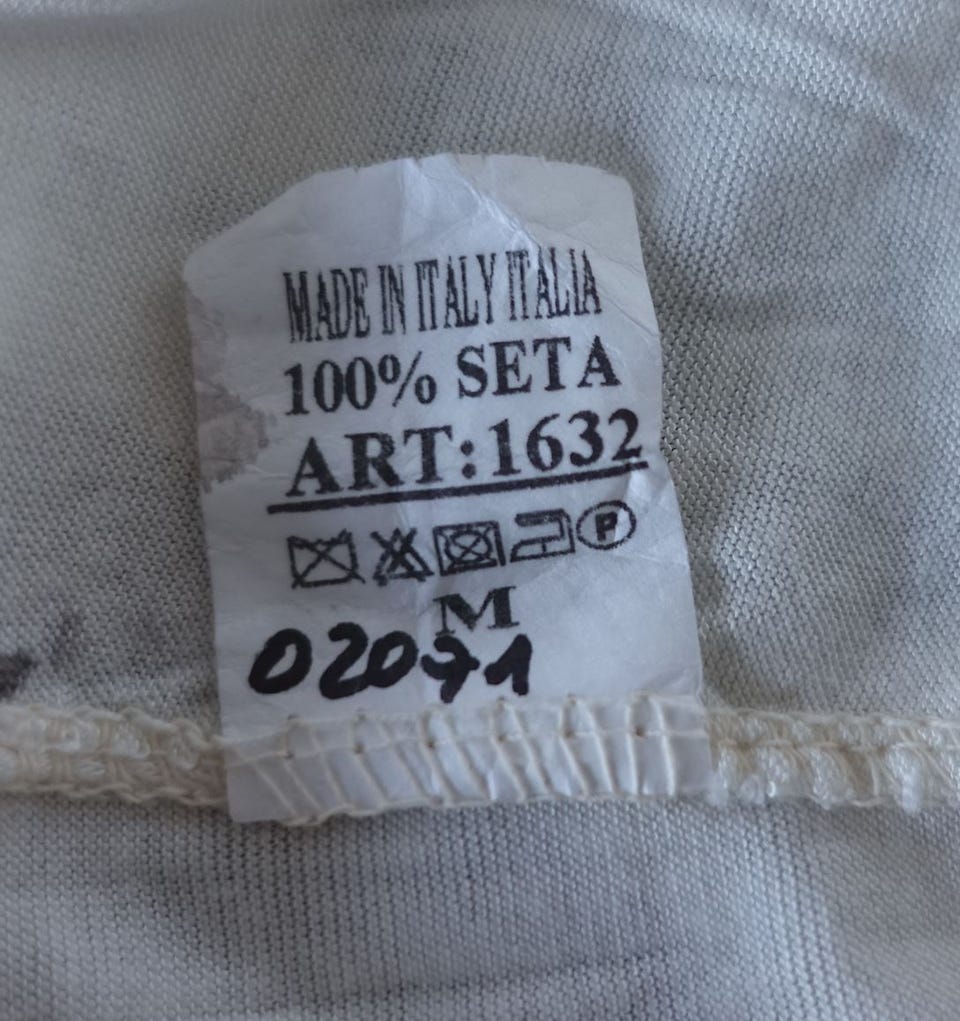 MADE IN ITALY ITALIA
100% SETA
ART:1632
P
M
02071